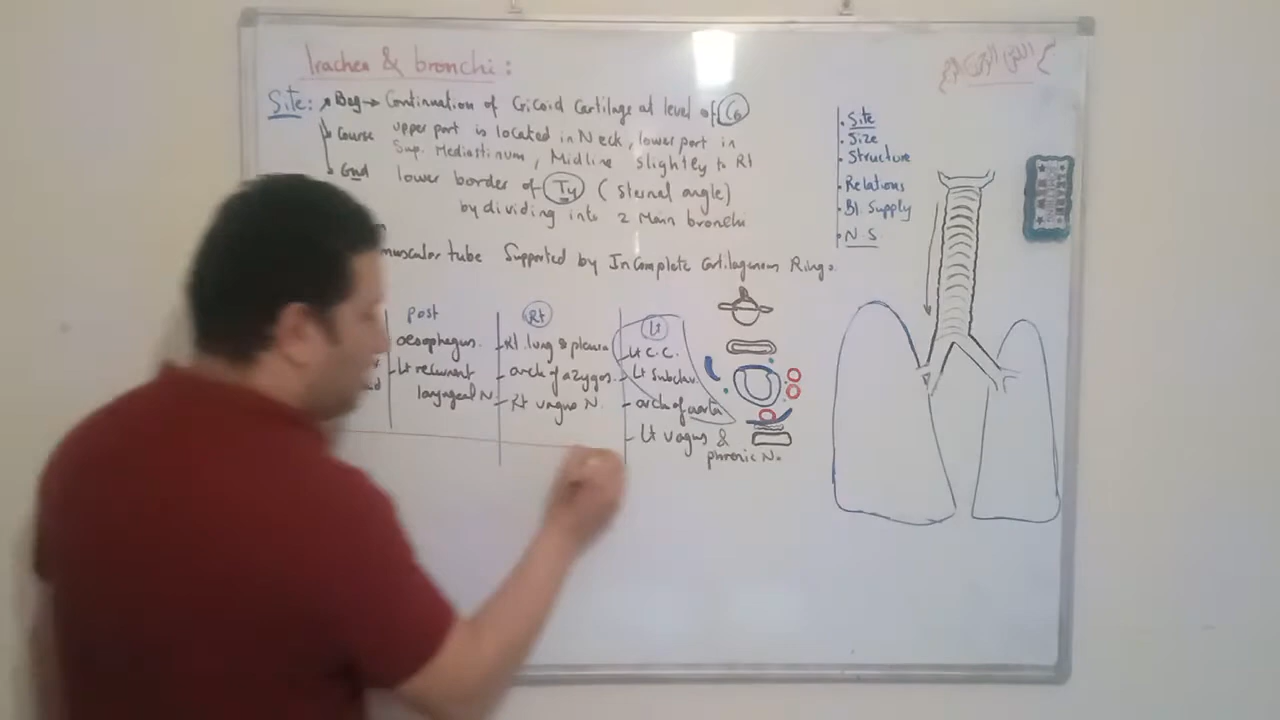 Trachea & bronchi:
Site: Beg → Continuation of Cricoid Cartilage at level of C6
Course upper part is located in Neck, lower part in
Sup. Mediastinum, Midline slightly to Rt
End lower border of T4 (sternal angle)
by dividing into 2 Main bronchi
muscular tube Supported by InComplete Cartilagenous Rings.
post
oesophegus.
Lt recurrent
laryngeal N
Rt
Rt. lung & pleura
arch of azygos.
Rt vagus N.
Lt
Lt C.C.
Lt Subclav.
arch of aorta
Lt vagus &
phrenic N.
. Site
. Size
. Structure
. Relations
. Bl. Supply
. N.S